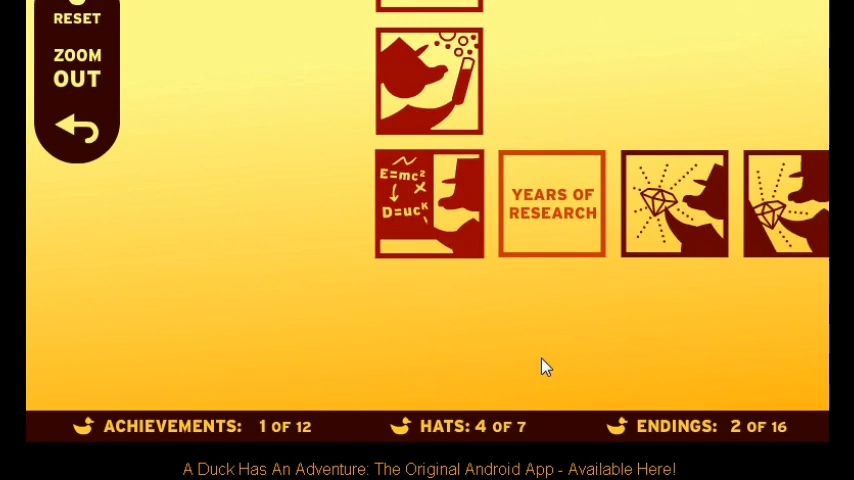 RESET
ZOOM
OUT
E=mc²
D=ucᴷ
YEARS OF
RESEARCH
ACHIEVEMENTS: 1 OF 12
HATS: 4 OF 7
ENDINGS: 2 OF 16
A Duck Has An Adventure: The Original Android App - Available Here!